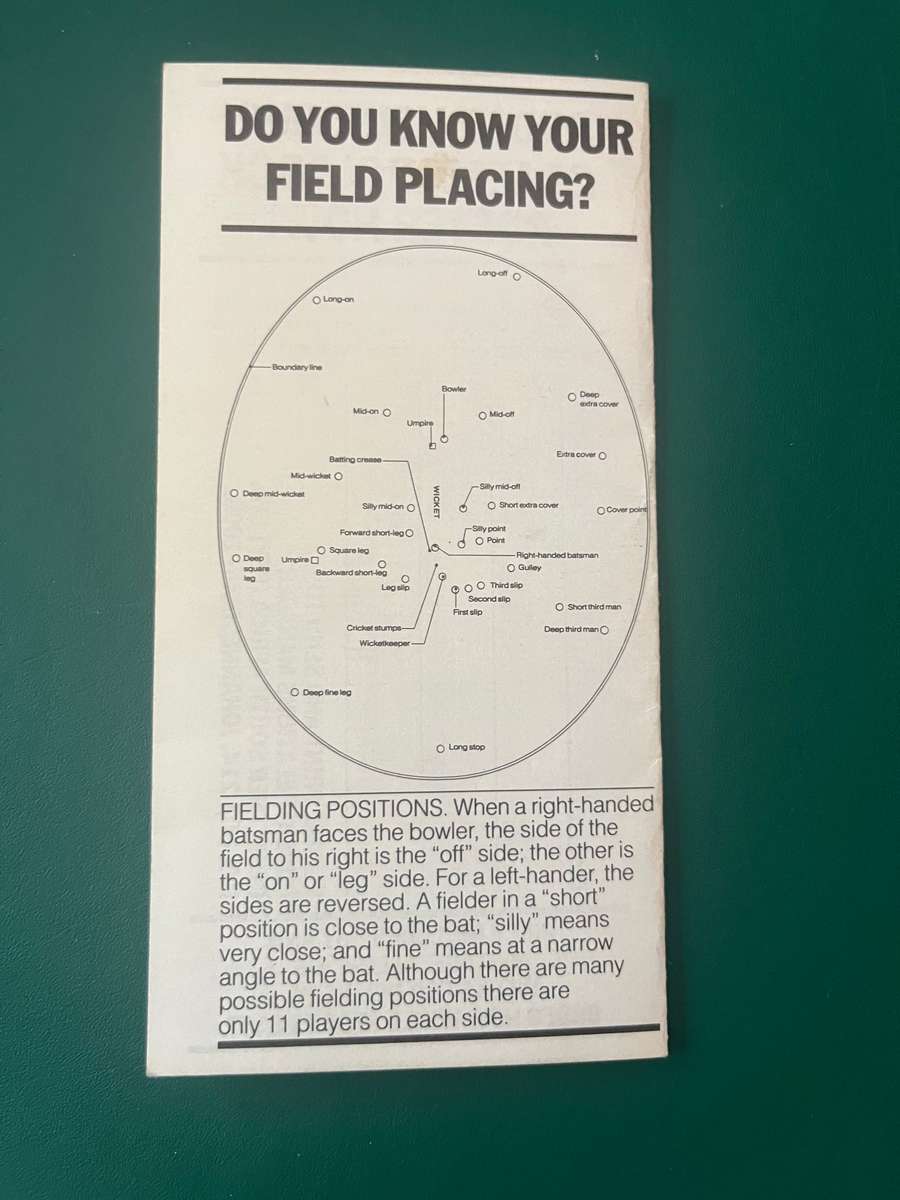 DO YOU KNOW YOUR
FIELD PLACING?
Long-off
Long-on
Boundary line
Bowler
Deep
extra cover
Mid-on
Mid-off
Umpire
Extra cover
Batting crease
Mid-wicket
Silly mid-off
Deep mid-wicket
WICKET
Silly mid-on
Short extra cover
Cover point
Forward short-leg
Silly point
Point
Square leg
Right-handed batsman
Deep
square
leg
Umpire
Gulley
Backward short-leg
Leg slip
Third slip
Second slip
First slip
Short third man
Cricket stumps
Deep third man
Wicketkeeper
Deep fine leg
Long stop
FIELDING POSITIONS. When a right-handed
batsman faces the bowler, the side of the
field to his right is the “off” side; the other is
the “on” or “leg” side. For a left-hander, the
sides are reversed. A fielder in a “short”
position is close to the bat; “silly” means
very close; and “fine” means at a narrow
angle to the bat. Although there are many
possible fielding positions there are
only 11 players on each side.